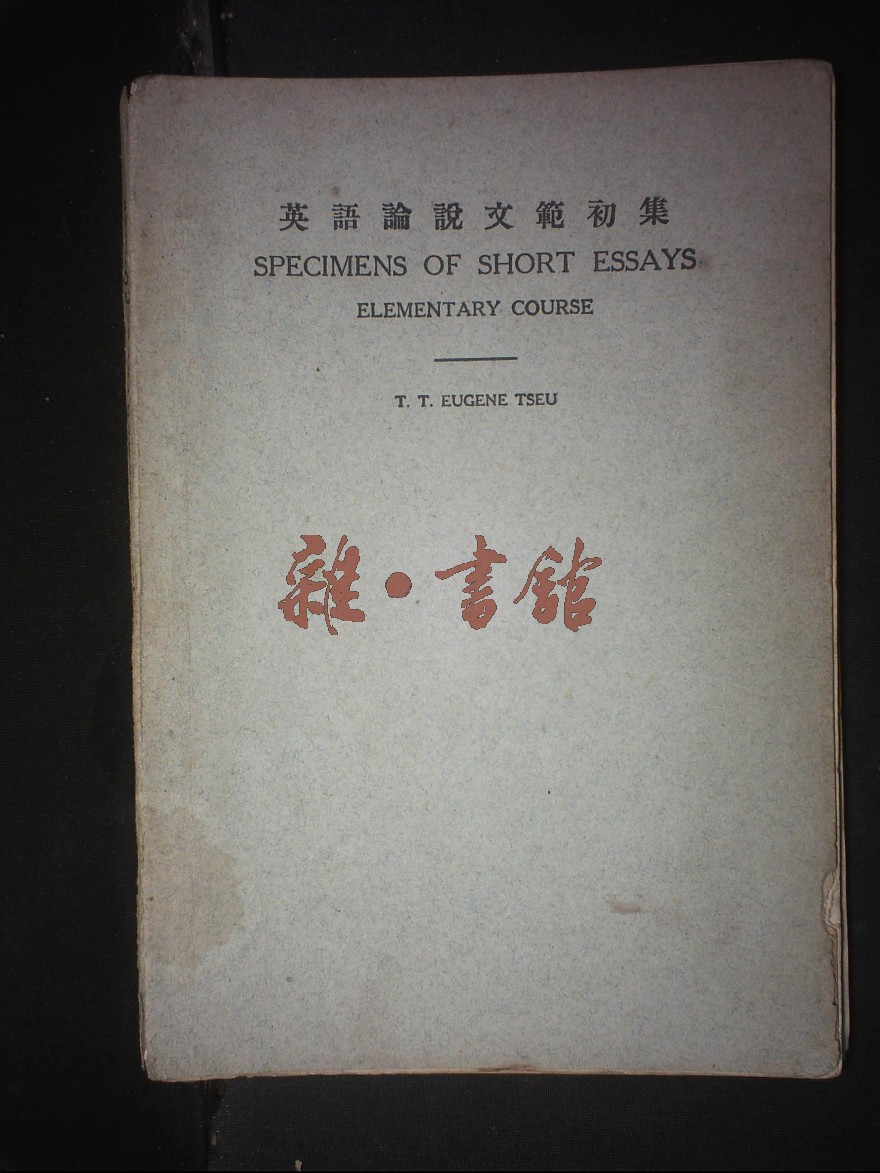 英語論說文範初集
SPECIMENS OF SHORT ESSAYS
ELEMENTARY COURSE
T. T. EUGENE TSEU
雜·書館